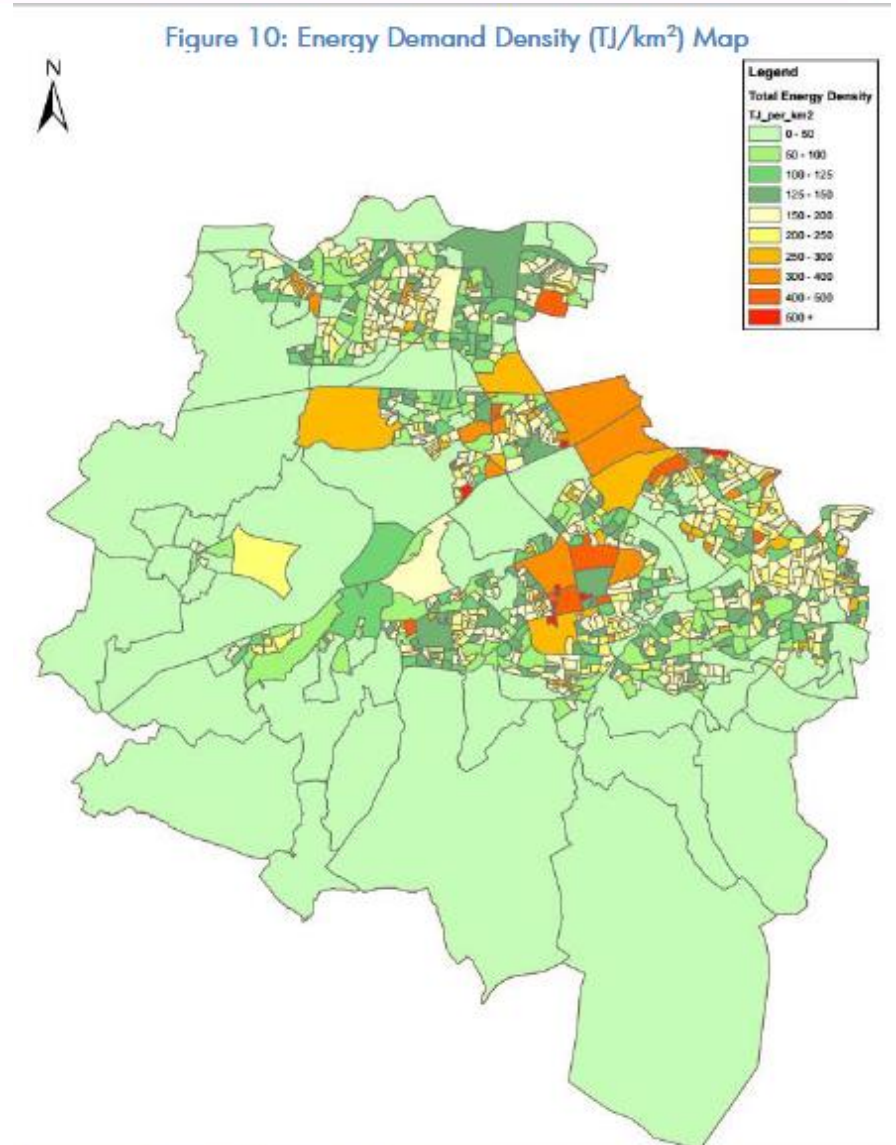 Figure 10: Energy Demand Density (TJ/km²) Map
N
Legend
Total Energy Density
TJ_per_km2
0 - 50
50 - 100
100 - 125
125 - 150
150 - 200
200 - 250
250 - 300
300 - 400
400 - 500
500 +